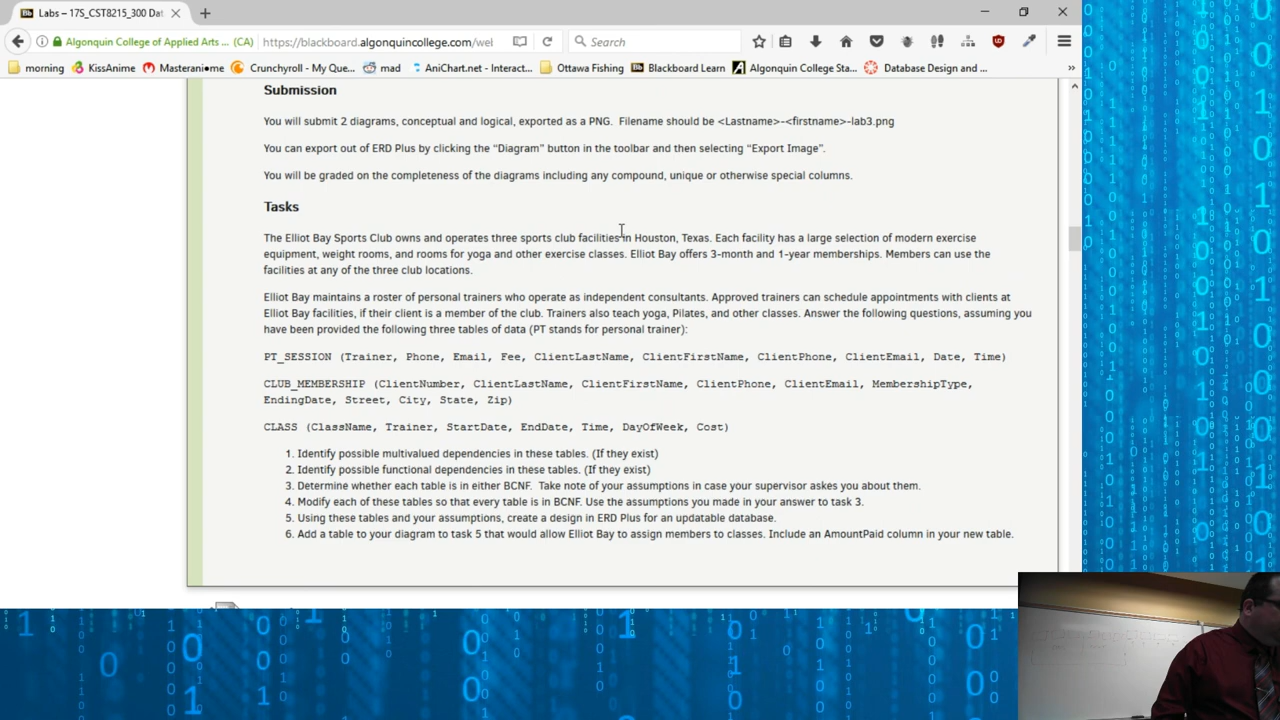 Labs – 17S_CST8215_300 Dat
Algonquin College of Applied Arts ... (CA)
https://blackboard.algonquincollege.com/wel
Search
morning
KissAnime
Masterani•me
Crunchyroll - My Que...
mad
AniChart.net - Interact...
Ottawa Fishing
Blackboard Learn
Algonquin College Sta...
Database Design and ...
Submission
You will submit 2 diagrams, conceptual and logical, exported as a PNG. Filename should be <Lastname>-<firstname>-lab3.png
You can export out of ERD Plus by clicking the “Diagram” button in the toolbar and then selecting “Export Image”.
You will be graded on the completeness of the diagrams including any compound, unique or otherwise special columns.
Tasks
The Elliot Bay Sports Club owns and operates three sports club facilities in Houston, Texas. Each facility has a large selection of modern exercise
equipment, weight rooms, and rooms for yoga and other exercise classes. Elliot Bay offers 3-month and 1-year memberships. Members can use the
facilities at any of the three club locations.
Elliot Bay maintains a roster of personal trainers who operate as independent consultants. Approved trainers can schedule appointments with clients at
Elliot Bay facilities, if their client is a member of the club. Trainers also teach yoga, Pilates, and other classes. Answer the following questions, assuming you
have been provided the following three tables of data (PT stands for personal trainer):
PT_SESSION (Trainer, Phone, Email, Fee, ClientLastName, ClientFirstName, ClientPhone, ClientEmail, Date, Time)
CLUB_MEMBERSHIP (ClientNumber, ClientLastName, ClientFirstName, ClientPhone, ClientEmail, MembershipType,
EndingDate, Street, City, State, Zip)
CLASS (ClassName, Trainer, StartDate, EndDate, Time, DayOfWeek, Cost)
1. Identify possible multivalued dependencies in these tables. (If they exist)
2. Identify possible functional dependencies in these tables. (If they exist)
3. Determine whether each table is in either BCNF. Take note of your assumptions in case your supervisor askes you about them.
4. Modify each of these tables so that every table is in BCNF. Use the assumptions you made in your answer to task 3.
5. Using these tables and your assumptions, create a design in ERD Plus for an updatable database.
6. Add a table to your diagram to task 5 that would allow Elliot Bay to assign members to classes. Include an AmountPaid column in your new table.